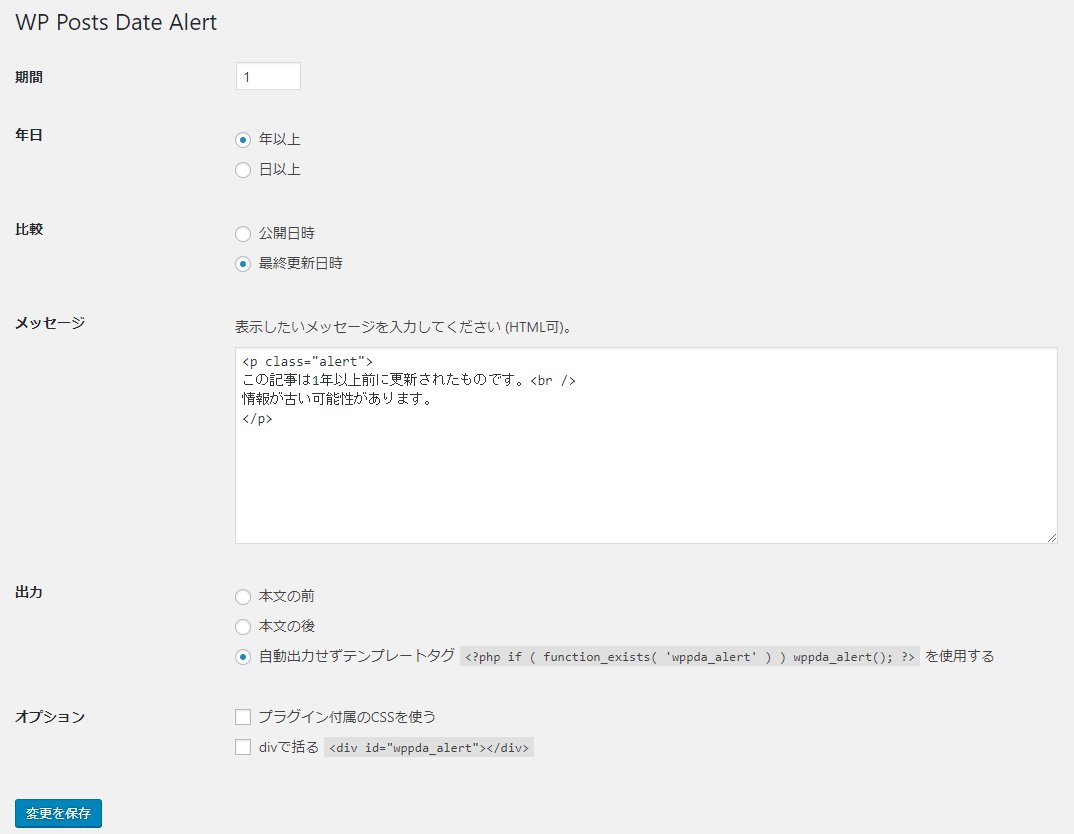 WP Posts Date Alert
期間
1
年日
年以上
日以上
比較
公開日時
最終更新日時
メッセージ
表示したいメッセージを入力してください (HTML可)。
<p class="alert">
この記事は1年以上前に更新されたものです。<br />
情報が古い可能性があります。
</p>
出力
本文の前
本文の後
自動出力せずテンプレートタグ <?php if ( function_exists( 'wppda_alert' ) ) wppda_alert(); ?> を使用する
オプション
プラグイン付属のCSSを使う
divで括る <div id="wppda_alert"></div>
変更を保存